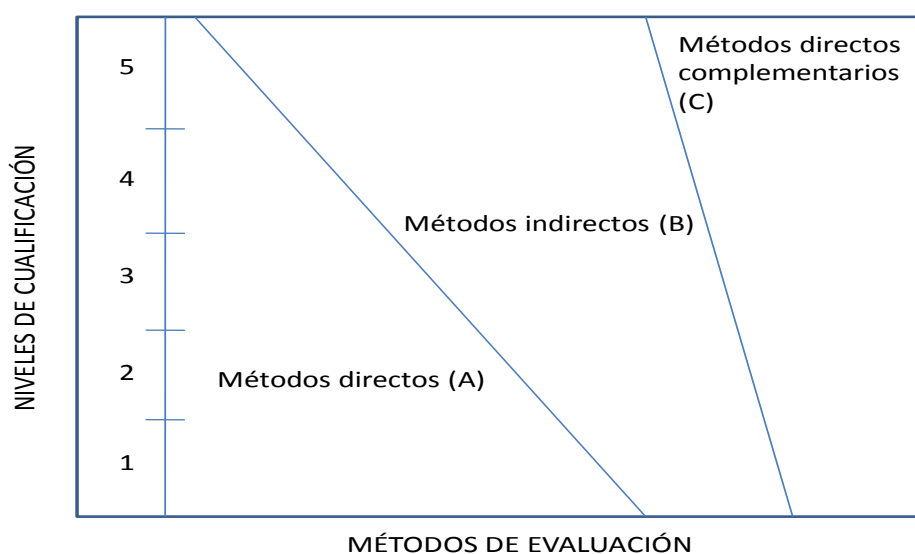 NIVELES DE CUALIFICACIÓN
5
4
3
2
1
Métodos directos
complementarios
(C)
Métodos indirectos (B)
Métodos directos (A)
MÉTODOS DE EVALUACIÓN